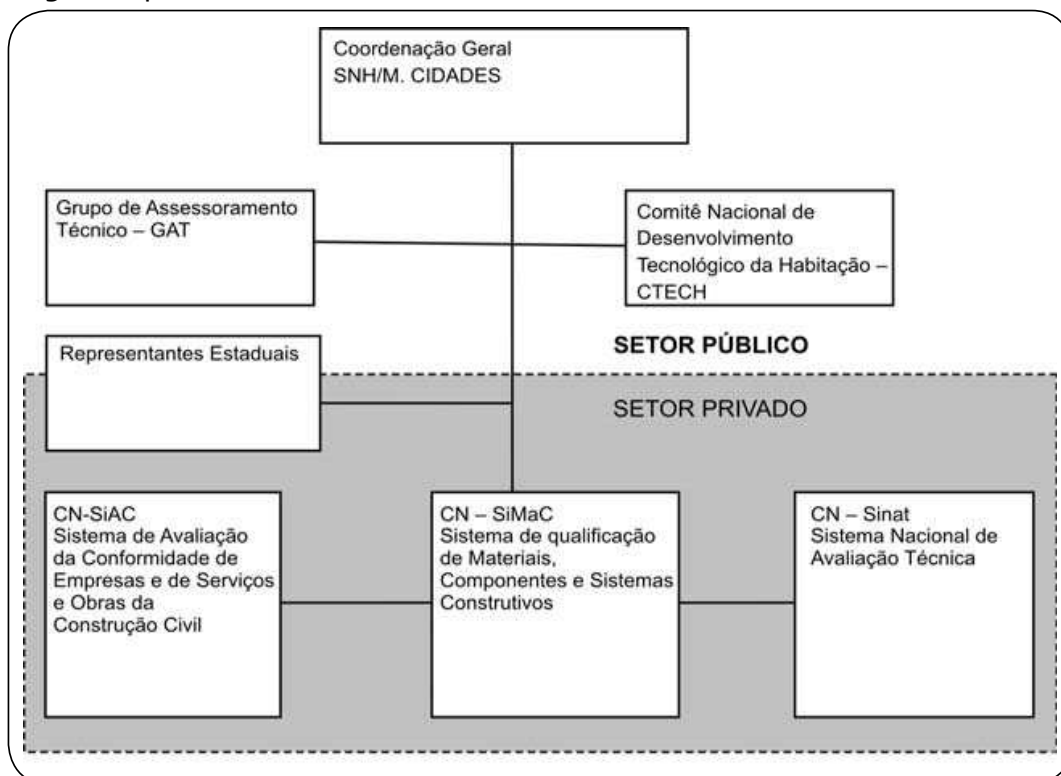 Coordenação Geral
SNH/M. CIDADES
Grupo de Assessoramento
Técnico – GAT
Comitê Nacional de
Desenvolvimento
Tecnológico da Habitação –
CTECH
Representantes Estaduais
SETOR PÚBLICO
SETOR PRIVADO
CN-SiAC
Sistema de Avaliação
da Conformidade de
Empresas e de Serviços
e Obras da
Construção Civil
CN – SiMaC
Sistema de qualificação
de Materiais,
Componentes e Sistemas
Construtivos
CN – Sinat
Sistema Nacional de
Avaliação Técnica